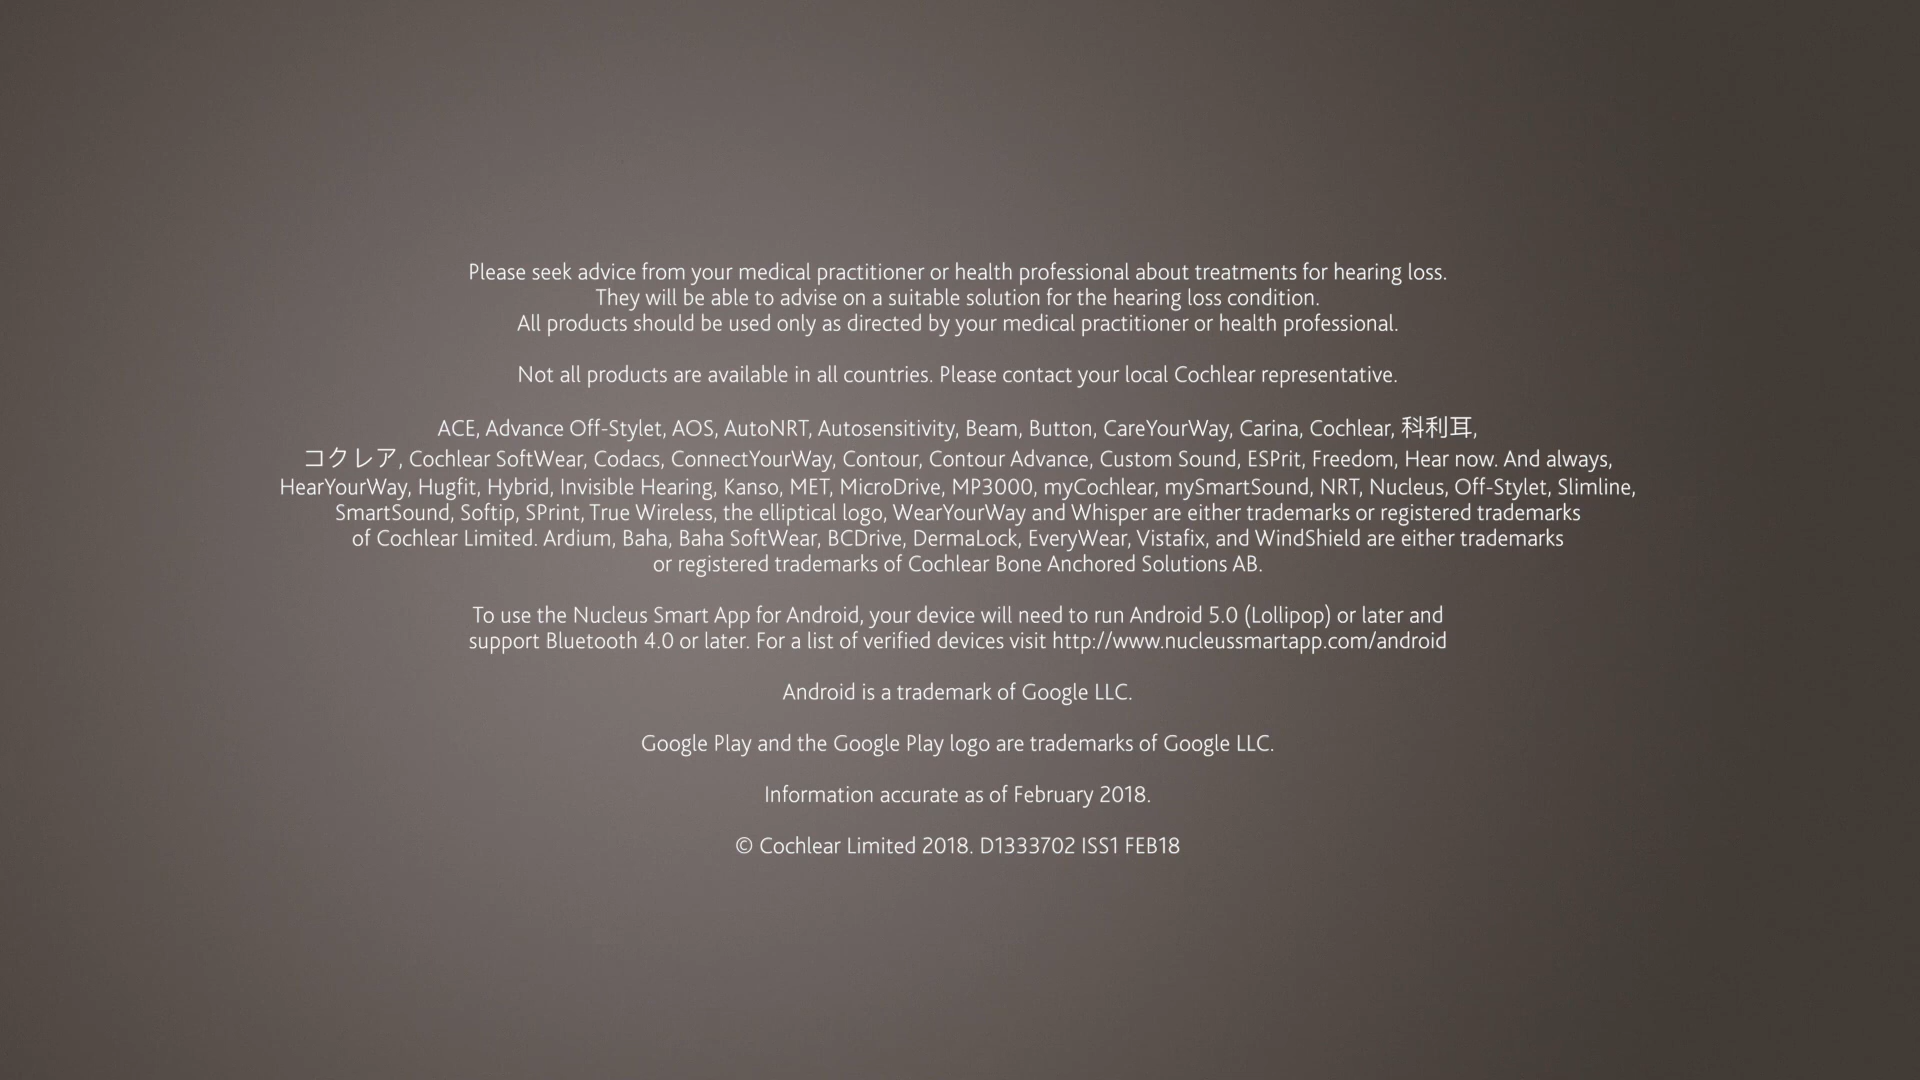 Please seek advice from your medical practitioner or health professional about treatments for hearing loss.
They will be able to advise on a suitable solution for the hearing loss condition.
All products should be used only as directed by your medical practitioner or health professional.
Not all products are available in all countries. Please contact your local Cochlear representative.
ACE, Advance Off-Stylet, AOS, AutoNRT, Autosensitivity, Beam, Button, CareYourWay, Carina, Cochlear, 科利耳,
コクレア, Cochlear SoftWear, Codacs, ConnectYourWay, Contour, Contour Advance, Custom Sound, ESPrit, Freedom, Hear now. And always,
HearYourWay, Hugfit, Hybrid, Invisible Hearing, Kanso, MET, MicroDrive, MP3000, myCochlear, mySmartSound, NRT, Nucleus, Off-Stylet, Slimline,
SmartSound, Softip, SPrint, True Wireless, the elliptical logo, WearYourWay and Whisper are either trademarks or registered trademarks
of Cochlear Limited. Ardium, Baha, Baha SoftWear, BCDrive, DermaLock, EveryWear, Vistafix, and WindShield are either trademarks
or registered trademarks of Cochlear Bone Anchored Solutions AB.
To use the Nucleus Smart App for Android, your device will need to run Android 5.0 (Lollipop) or later and
support Bluetooth 4.0 or later. For a list of verified devices visit http://www.nucleussmartapp.com/android
Android is a trademark of Google LLC.
Google Play and the Google Play logo are trademarks of Google LLC.
Information accurate as of February 2018.
© Cochlear Limited 2018. D1333702 ISS1 FEB18